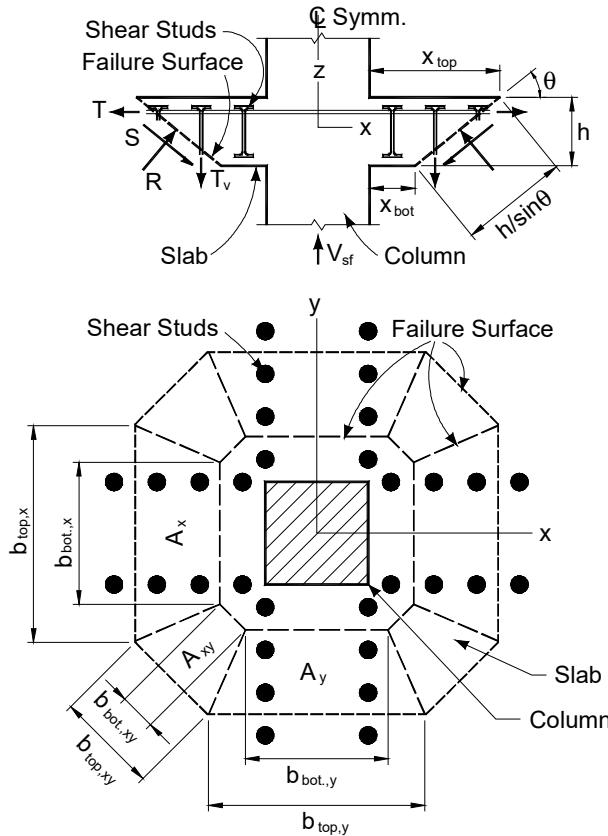 ℄ Symm.
Shear Studs
Failure Surface
z
x
x top
θ
T
S
R
T v
h
x bot
h/sinθ
Slab
V sf
Column
y
Shear Studs
Failure Surface
x
b top,x
b bot.,x
A x
A xy
A y
b bot.,xy
b top,xy
Slab
Column
b bot.,y
b top,y